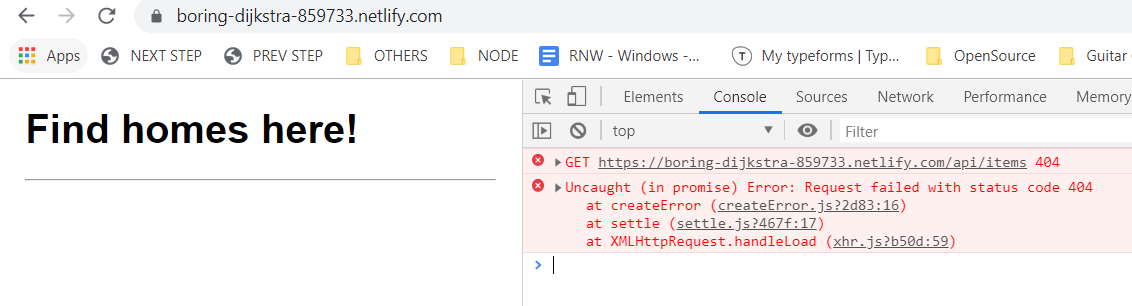 boring-dijkstra-859733.netlify.com
Apps NEXT STEP PREV STEP OTHERS NODE RNW - Windows -... T My typeforms | Typ... OpenSource Guitar
Find homes here!
Elements Console Sources Network Performance Memory
top Filter
GET https://boring-dijkstra-859733.netlify.com/api/items 404
Uncaught (in promise) Error: Request failed with status code 404
at createError (createError.js?2d83:16)
at settle (settle.js?467f:17)
at XMLHttpRequest.handleLoad (xhr.js?b50d:59)